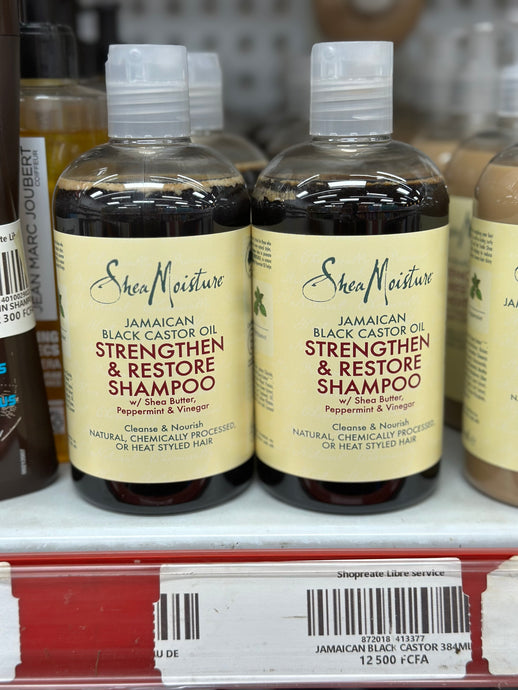 JEAN MARC JOUBERT
COIFFEUR
SheaMoisture
JAMAICAN
BLACK CASTOR OIL
STRENGTHEN
& RESTORE
SHAMPOO
w/ Shea Butter,
Peppermint & Vinegar
Cleanse & Nourish
NATURAL, CHEMICALLY PROCESSED,
OR HEAT STYLED HAIR
SheaMoisture
JAMAICAN
BLACK CASTOR OIL
STRENGTHEN
& RESTORE
SHAMPOO
w/ Shea Butter,
Peppermint & Vinegar
Cleanse & Nourish
NATURAL, CHEMICALLY PROCESSED,
OR HEAT STYLED HAIR
U DE
Shopreate Libre service
872018 413377
JAMAICAN BLACK CASTOR 384ML
12 500 FCFA